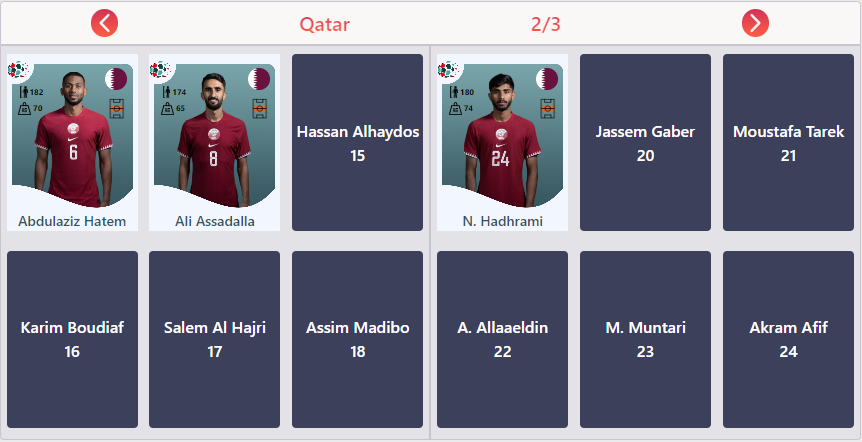 Qatar
2/3
182
70
6
Abdulaziz Hatem
174
65
8
Ali Assadalla
Hassan Alhaydos
15
180
74
24
N. Hadhrami
Jassem Gaber
20
Moustafa Tarek
21
Karim Boudiaf
16
Salem Al Hajri
17
Assim Madibo
18
A. Allaaeldin
22
M. Muntari
23
Akram Afif
24